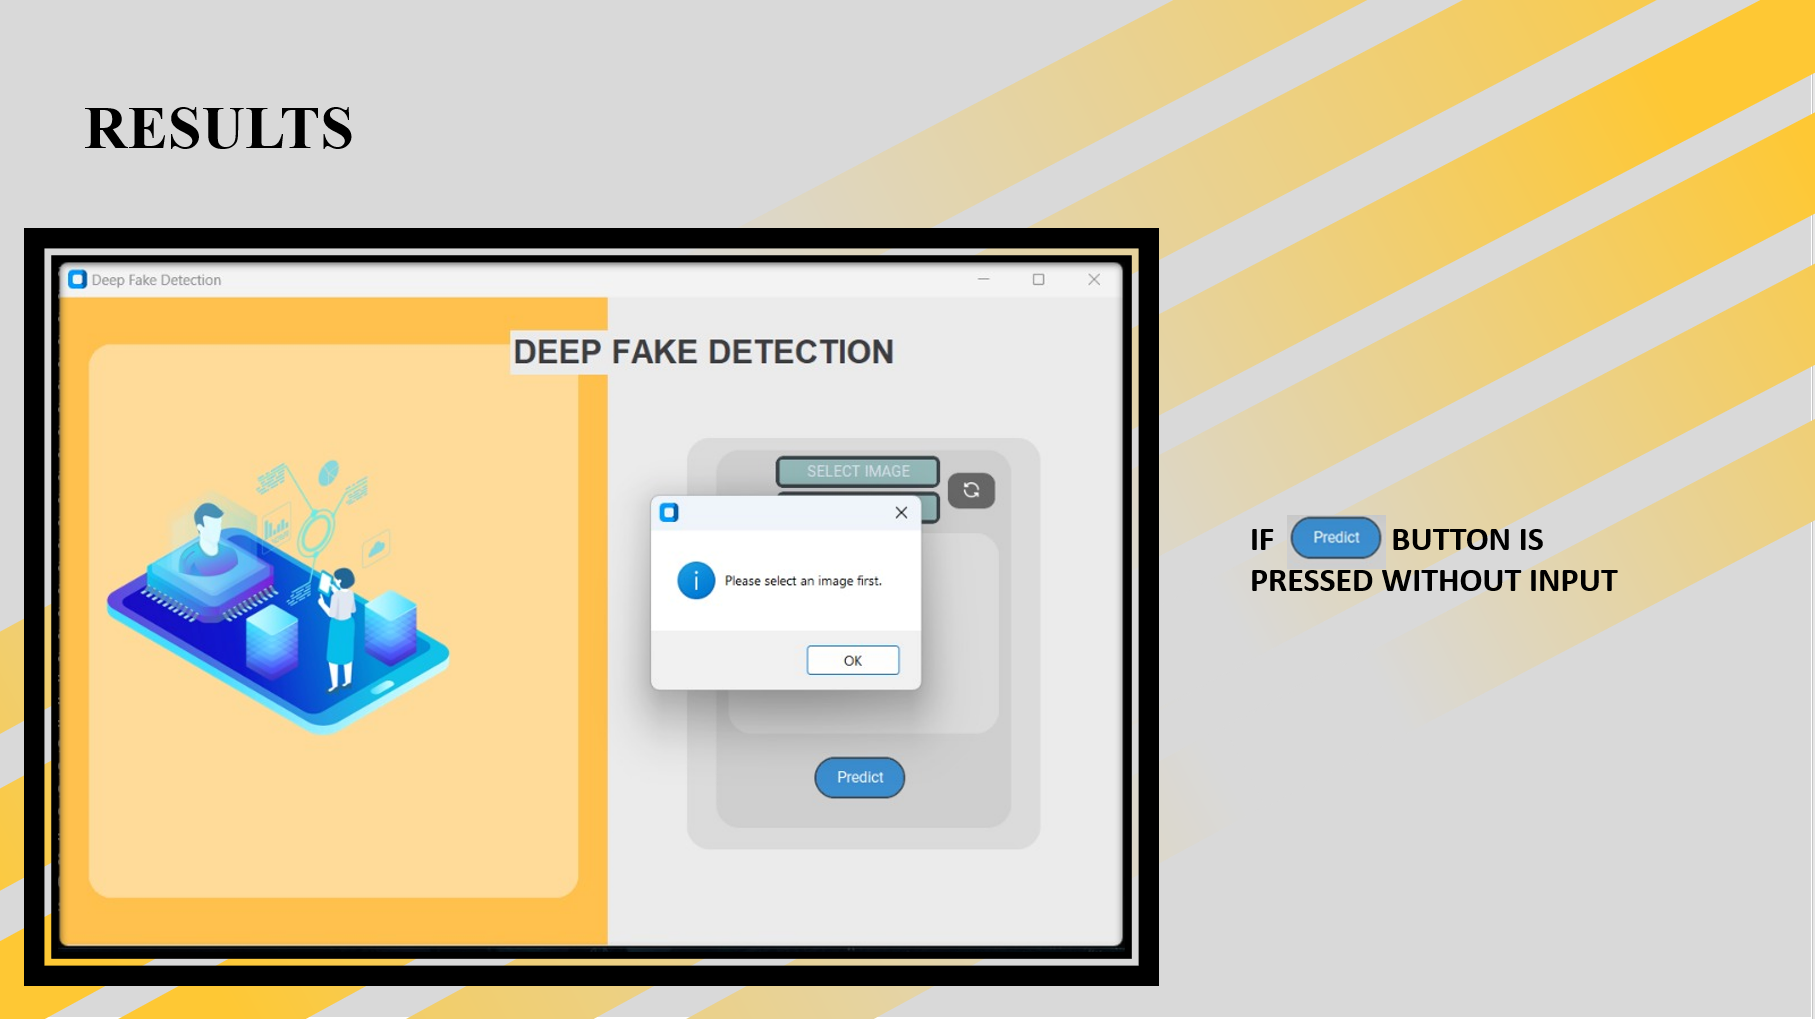 RESULTS
Deep Fake Detection
DEEP FAKE DETECTION
SELECT IMAGE
Please select an image first.
OK
Predict
IF Predict BUTTON IS
PRESSED WITHOUT INPUT